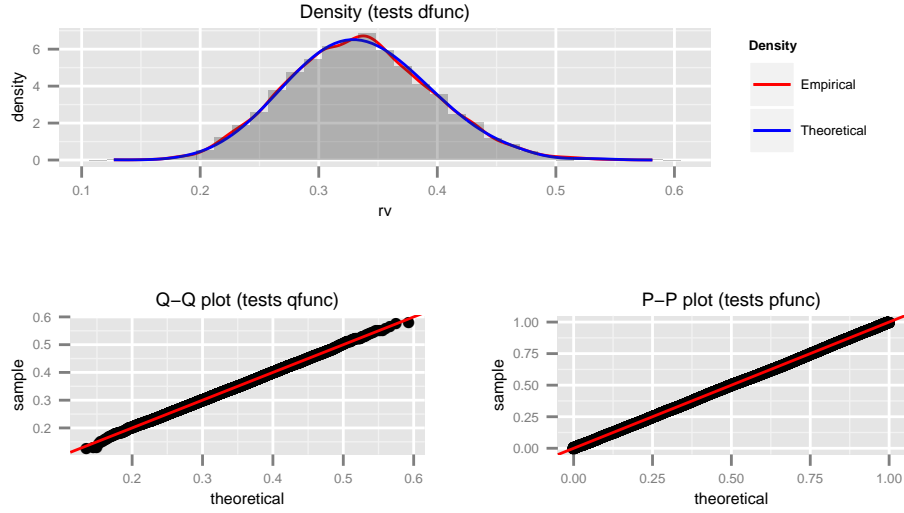 Density (tests dfunc)
6
4
2
0
density
0.1 0.2 0.3 0.4 0.5 0.6
rv
Density
Empirical
Theoretical
Q−Q plot (tests qfunc)
0.6
0.5
0.4
0.3
0.2
sample
0.2 0.3 0.4 0.5 0.6
theoretical
P−P plot (tests pfunc)
1.00
0.75
0.50
0.25
0.00
sample
0.00 0.25 0.50 0.75 1.00
theoretical